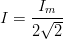 I = \frac{I_m}{2\sqrt{2}}